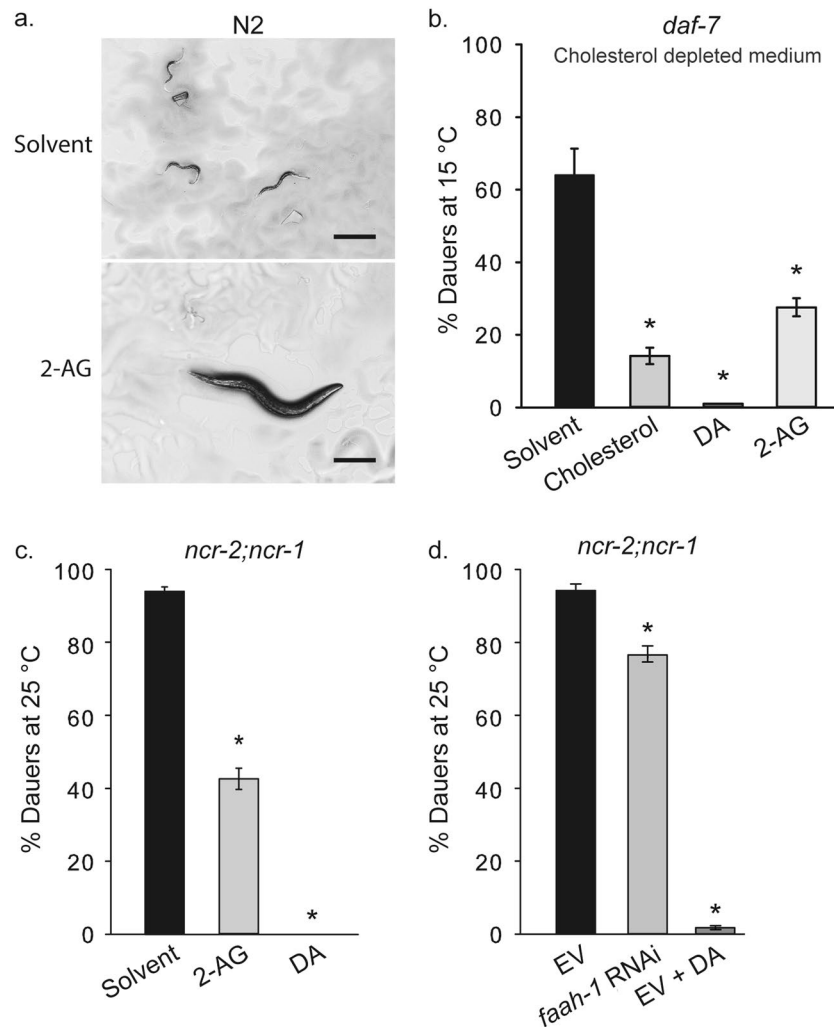 a.
N2
Solvent
2-AG
b.
daf-7
Cholesterol depleted medium
% Dauers at 15 °C
100
80
60
40
20
0
*
*
*
Solvent
Cholesterol
DA
2-AG
c.
ncr-2;ncr-1
% Dauers at 25 °C
100
80
60
40
20
0
*
*
Solvent
2-AG
DA
d.
ncr-2;ncr-1
% Dauers at 25 °C
100
80
60
40
20
0
*
*
EV
faah-1 RNAi
EV + DA